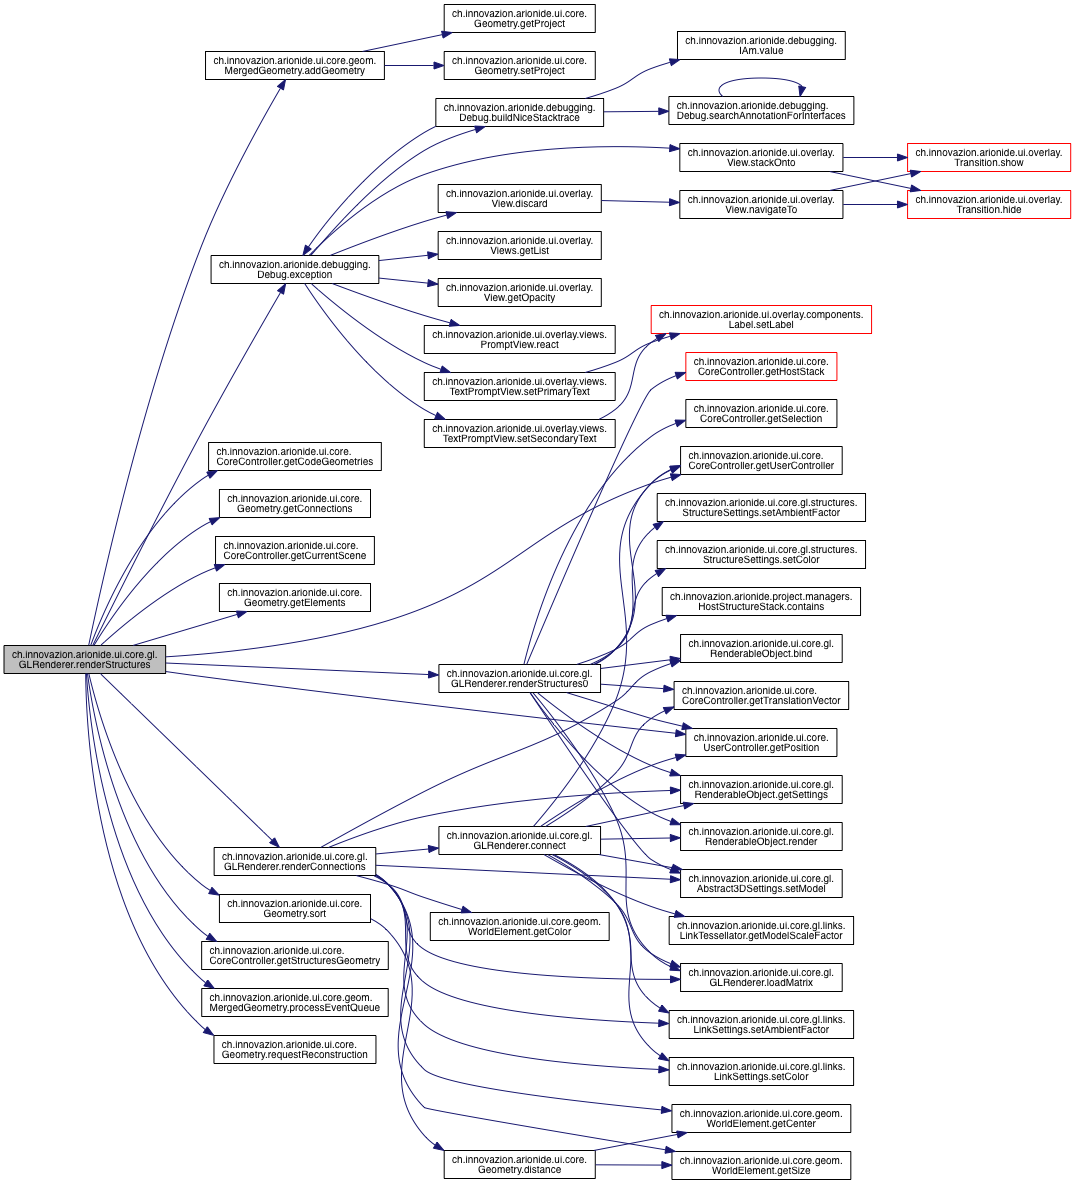 ch.innovazion.arionide.ui.core.
Geometry.getProject
ch.innovazion.arionide.ui.core.geom.
MergedGeometry.addGeometry
ch.innovazion.arionide.ui.core.
Geometry.setProject
ch.innovazion.arionide.debugging.
IAm.value
ch.innovazion.arionide.debugging.
Debug.buildNiceStacktrace
ch.innovazion.arionide.debugging.
Debug.searchAnnotationForInterfaces
ch.innovazion.arionide.ui.overlay.
View.stackOnto
ch.innovazion.arionide.ui.overlay.
Transition.show
ch.innovazion.arionide.ui.overlay.
View.discard
ch.innovazion.arionide.ui.overlay.
View.navigateTo
ch.innovazion.arionide.ui.overlay.
Transition.hide
ch.innovazion.arionide.ui.overlay.
Views.getList
ch.innovazion.arionide.debugging.
Debug.exception
ch.innovazion.arionide.ui.overlay.
View.getOpacity
ch.innovazion.arionide.ui.overlay.views.
PromptView.react
ch.innovazion.arionide.ui.overlay.components.
Label.setLabel
ch.innovazion.arionide.ui.overlay.views.
TextPromptView.setPrimaryText
ch.innovazion.arionide.ui.core.
CoreController.getHostStack
ch.innovazion.arionide.ui.overlay.views.
TextPromptView.setSecondaryText
ch.innovazion.arionide.ui.core.
CoreController.getSelection
ch.innovazion.arionide.ui.core.
CoreController.getCodeGeometries
ch.innovazion.arionide.ui.core.
CoreController.getUserController
ch.innovazion.arionide.ui.core.
Geometry.getConnections
ch.innovazion.arionide.ui.core.gl.structures.
StructureSettings.setAmbientFactor
ch.innovazion.arionide.ui.core.
CoreController.getCurrentScene
ch.innovazion.arionide.ui.core.gl.structures.
StructureSettings.setColor
ch.innovazion.arionide.ui.core.
Geometry.getElements
ch.innovazion.arionide.project.managers.
HostStructureStack.contains
ch.innovazion.arionide.ui.core.gl.
GLRenderer.renderStructures
ch.innovazion.arionide.ui.core.gl.
RenderableObject.bind
ch.innovazion.arionide.ui.core.gl.
GLRenderer.renderStructures0
ch.innovazion.arionide.ui.core.
CoreController.getTranslationVector
ch.innovazion.arionide.ui.core.
UserController.getPosition
ch.innovazion.arionide.ui.core.gl.
RenderableObject.getSettings
ch.innovazion.arionide.ui.core.gl.
GLRenderer.connect
ch.innovazion.arionide.ui.core.gl.
RenderableObject.render
ch.innovazion.arionide.ui.core.gl.
GLRenderer.renderConnections
ch.innovazion.arionide.ui.core.gl.
Abstract3DSettings.setModel
ch.innovazion.arionide.ui.core.
Geometry.sort
ch.innovazion.arionide.ui.core.geom.
WorldElement.getColor
ch.innovazion.arionide.ui.core.gl.links.
LinkTessellator.getModelScaleFactor
ch.innovazion.arionide.ui.core.
CoreController.getStructuresGeometry
ch.innovazion.arionide.ui.core.gl.
GLRenderer.loadMatrix
ch.innovazion.arionide.ui.core.geom.
MergedGeometry.processEventQueue
ch.innovazion.arionide.ui.core.gl.links.
LinkSettings.setAmbientFactor
ch.innovazion.arionide.ui.core.
Geometry.requestReconstruction
ch.innovazion.arionide.ui.core.gl.links.
LinkSettings.setColor
ch.innovazion.arionide.ui.core.geom.
WorldElement.getCenter
ch.innovazion.arionide.ui.core.
Geometry.distance
ch.innovazion.arionide.ui.core.geom.
WorldElement.getSize